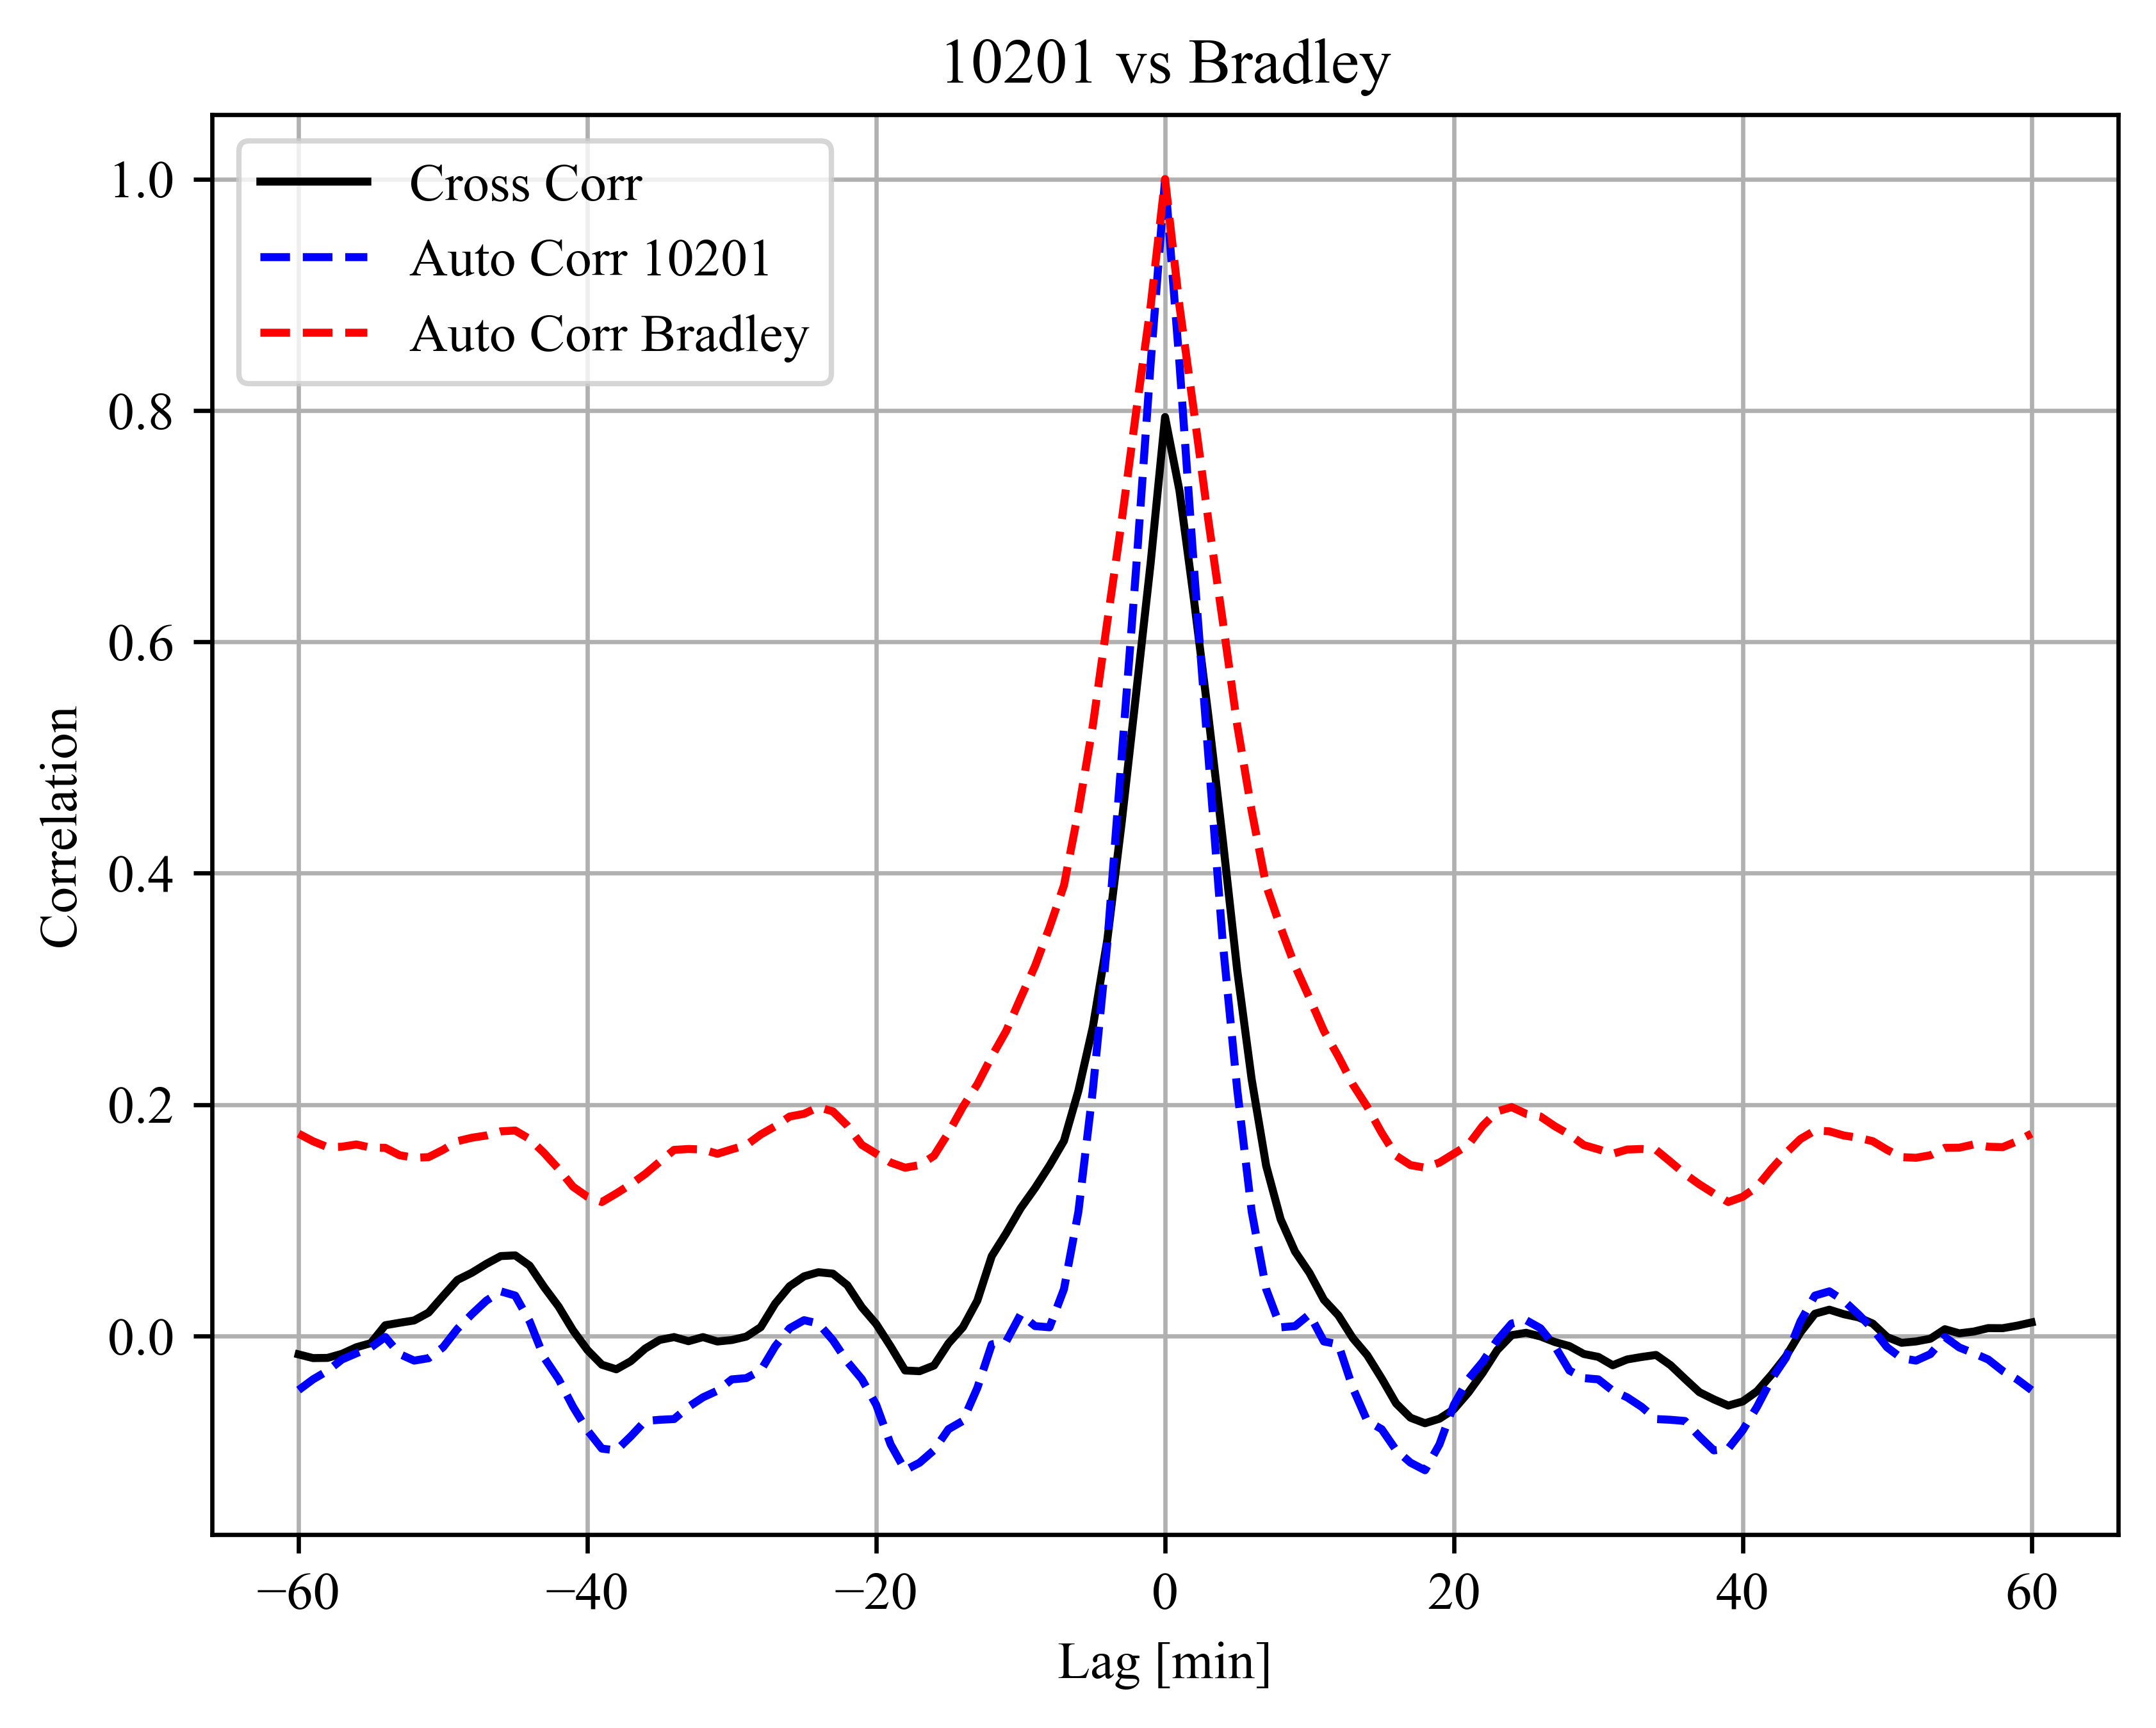 10201 vs Bradley
Cross Corr
Auto Corr 10201
Auto Corr Bradley
1.0
0.8
0.6
0.4
0.2
0.0
Correlation
−60 −40 −20 0 20 40 60
Lag [min]